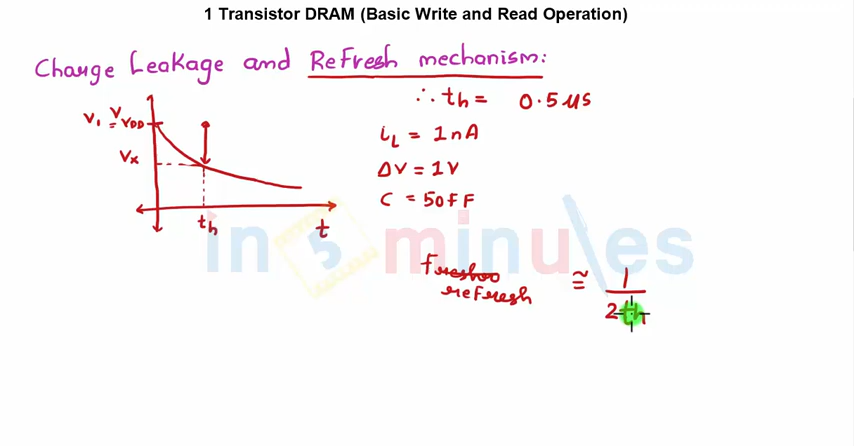 1 Transistor DRAM (Basic Write and Read Operation)
Charge Leakage and Refresh mechanism:
∴ th = 0.5 us
V1 = VVDD
iL = 1nA
Vx
ΔV = 1V
C = 50fF
th
t
in 5 minutes
frefresh ≅ 1
2th